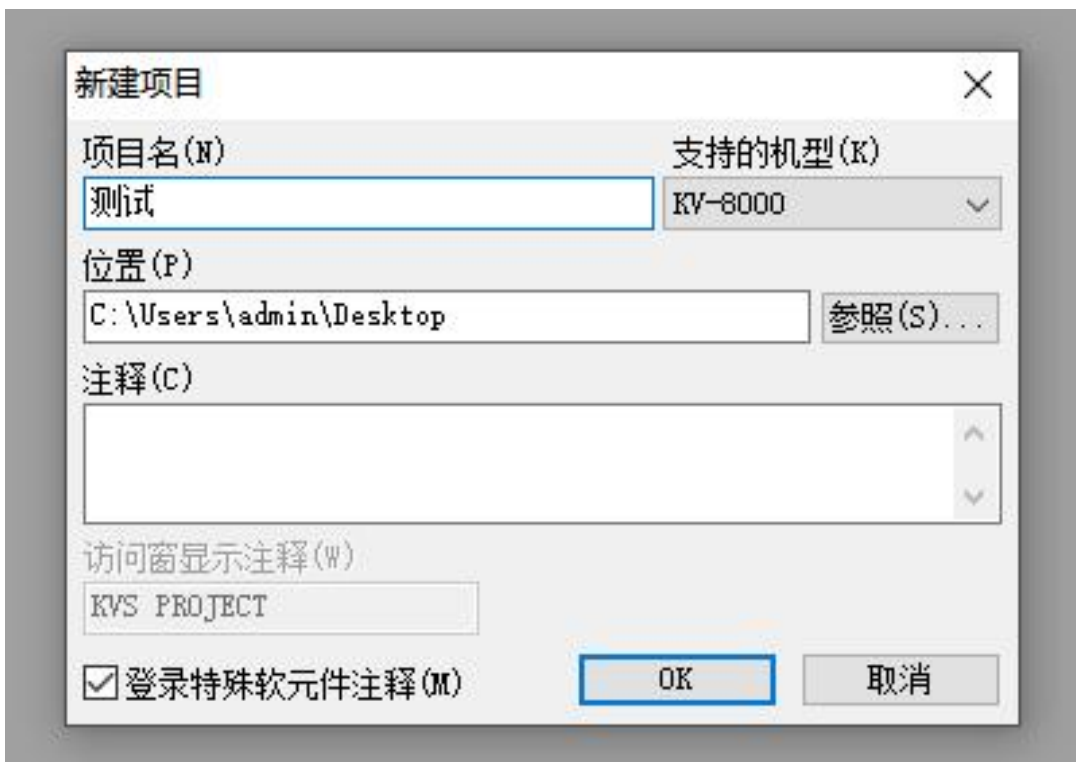 新建项目
项目名(N) 支持的机型(K)
测试 KV-8000
位置(P)
C:\Users\admin\Desktop 参照(S)...
注释(C)
访问窗显示注释(W)
KVS PROJECT
登录特殊软元件注释(M) OK 取消